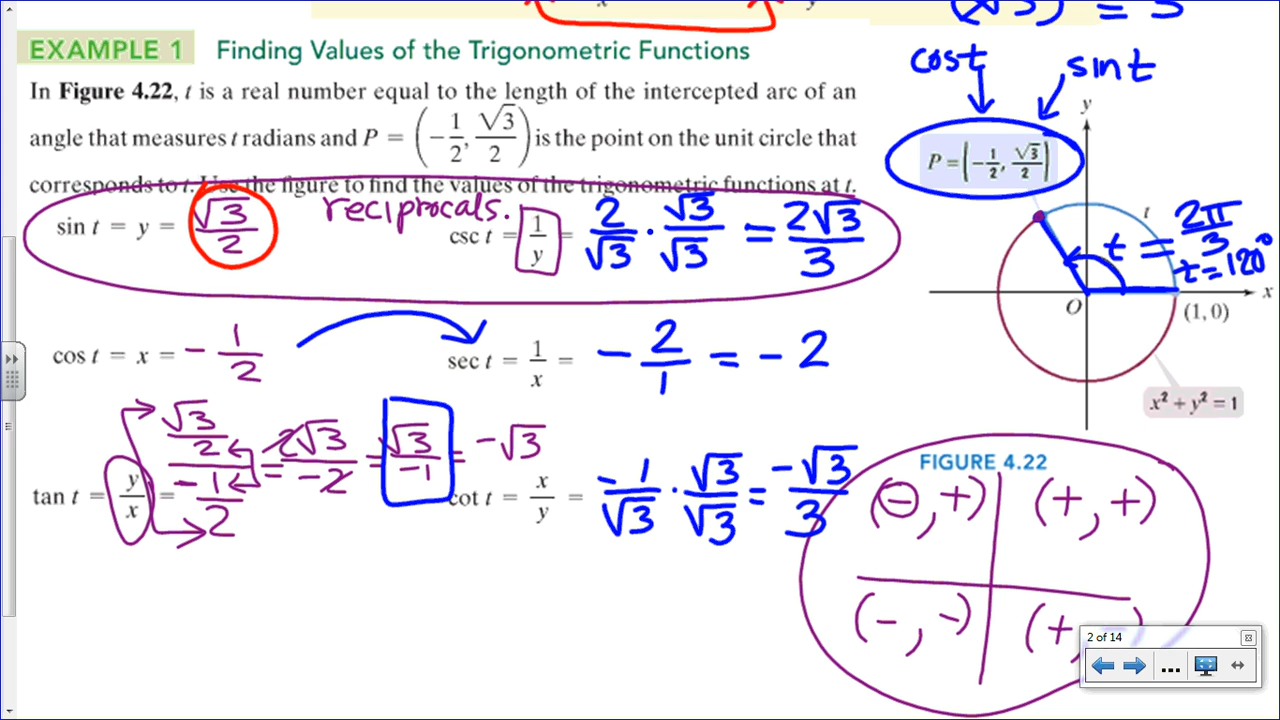 x y (√3) = 3
EXAMPLE 1 Finding Values of the Trigonometric Functions
In Figure 4.22, t is a real number equal to the length of the intercepted arc of an
angle that measures t radians and P = (-1/2, √3/2) is the point on the unit circle that
corresponds to t. Use the figure to find the values of the trigonometric functions at t.
sin t = y = √3/2
reciprocals.
csc t = 1/y = 2/√3 · √3/√3 = 2√3/3
cos t = x = -1/2
sec t = 1/x = -2/1 = -2
tan t = y/x = (√3/2)/(-1/2) = 2√3/-2 = √3/-1 = -√3
cot t = x/y = -1/√3 · √3/√3 = -√3/3
cos t
sin t
y
P = (-1/2, √3/2)
t
t = 2π/3
t = 120°
x
O
(1, 0)
x² + y² = 1
FIGURE 4.22
(-, +) (+, +)
(-, -) (+, -)
2 of 14
...